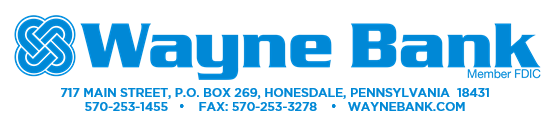 Wayne Bank
Member FDIC
717 MAIN STREET, P.O. BOX 269, HONESDALE, PENNSYLVANIA 18431
570-253-1455 • FAX: 570-253-3278 • WAYNEBANK.COM